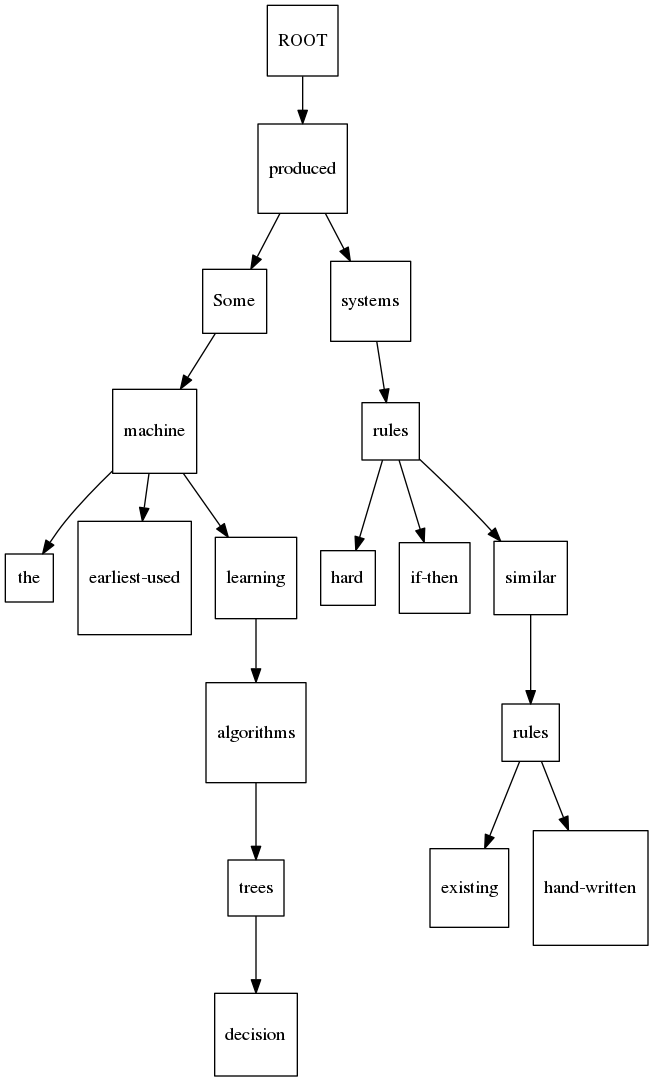 ROOT
produced
Some
systems
machine
rules
the
earliest-used
learning
hard
if-then
similar
algorithms
rules
trees
existing
hand-written
decision